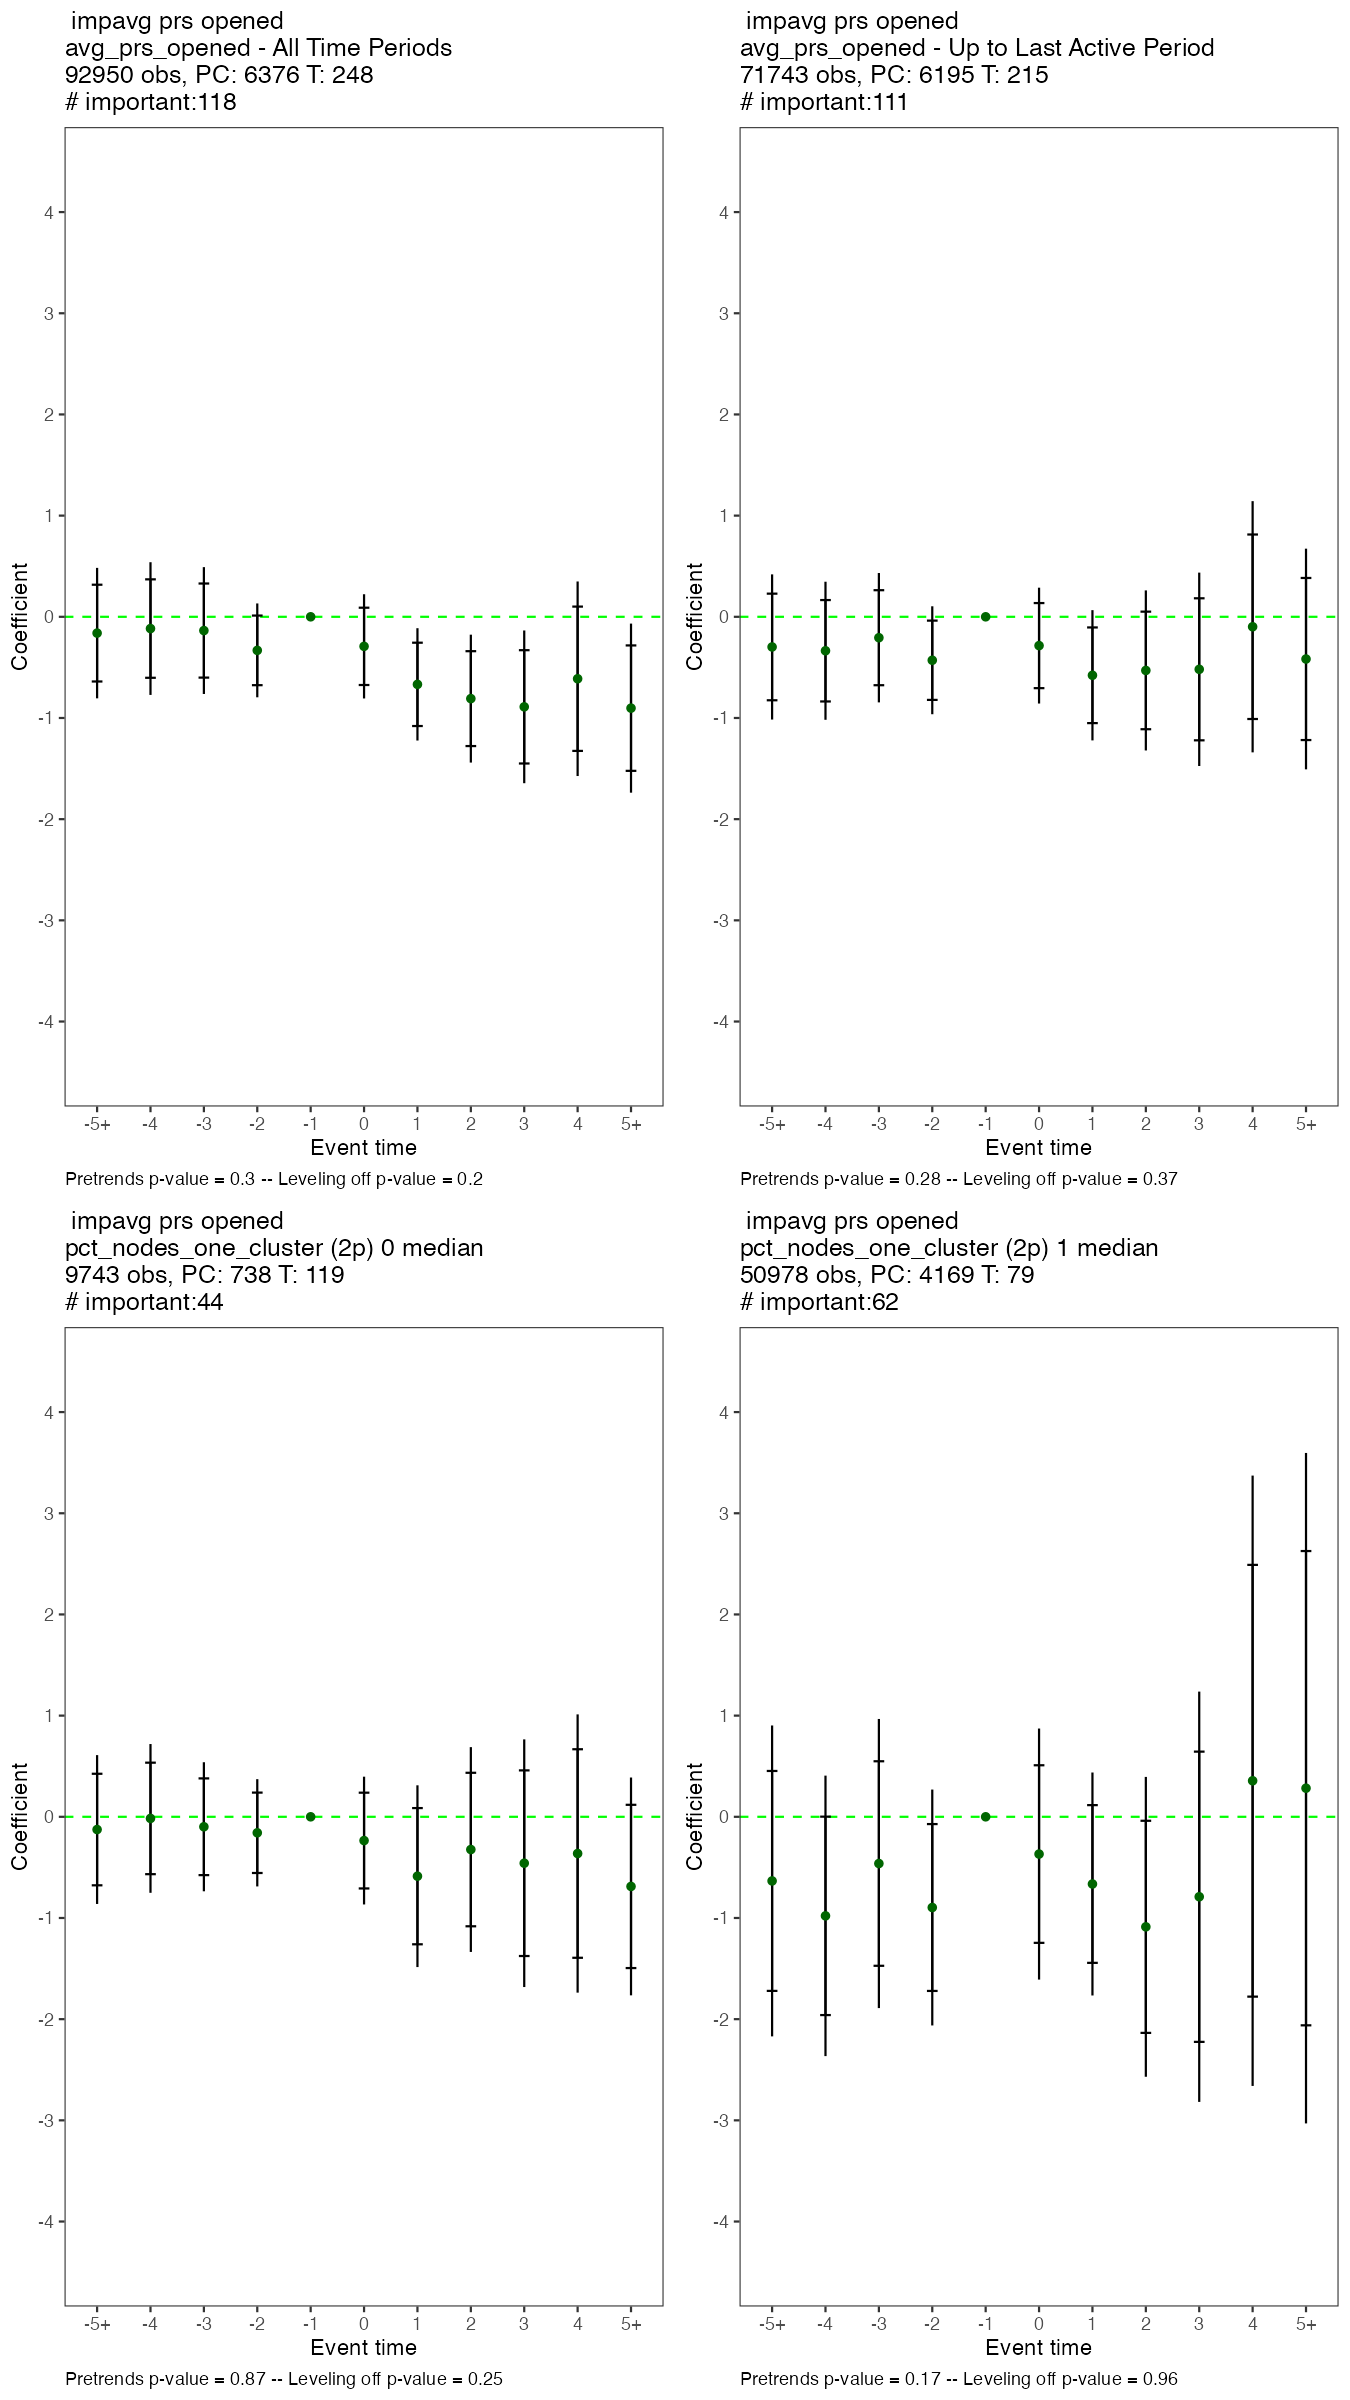 impavg prs opened
avg_prs_opened - All Time Periods
92950 obs, PC: 6376 T: 248
# important:118
4
3
2
1
0
-1
-2
-3
-4
Coefficient
-5+ -4 -3 -2 -1 0 1 2 3 4 5+
Event time
Pretrends p-value = 0.3 -- Leveling off p-value = 0.2
impavg prs opened
avg_prs_opened - Up to Last Active Period
71743 obs, PC: 6195 T: 215
# important:111
4
3
2
1
0
-1
-2
-3
-4
Coefficient
-5+ -4 -3 -2 -1 0 1 2 3 4 5+
Event time
Pretrends p-value = 0.28 -- Leveling off p-value = 0.37
impavg prs opened
pct_nodes_one_cluster (2p) 0 median
9743 obs, PC: 738 T: 119
# important:44
4
3
2
1
0
-1
-2
-3
-4
Coefficient
-5+ -4 -3 -2 -1 0 1 2 3 4 5+
Event time
Pretrends p-value = 0.87 -- Leveling off p-value = 0.25
impavg prs opened
pct_nodes_one_cluster (2p) 1 median
50978 obs, PC: 4169 T: 79
# important:62
4
3
2
1
0
-1
-2
-3
-4
Coefficient
-5+ -4 -3 -2 -1 0 1 2 3 4 5+
Event time
Pretrends p-value = 0.17 -- Leveling off p-value = 0.96